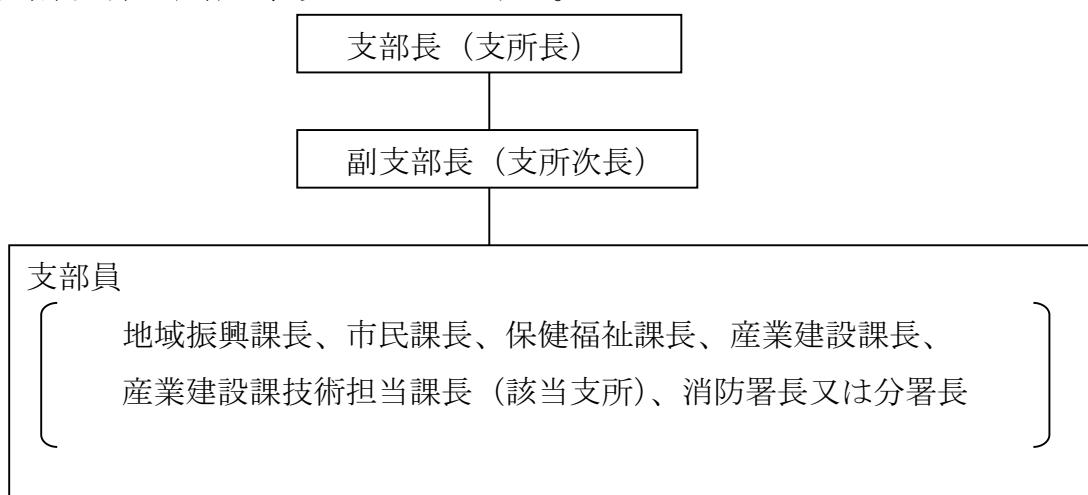 支部長（支所長）
副支部長（支所次長）
支部員
地域振興課長、市民課長、保健福祉課長、産業建設課長、
産業建設課技術担当課長（該当支所）、消防署長又は分署長